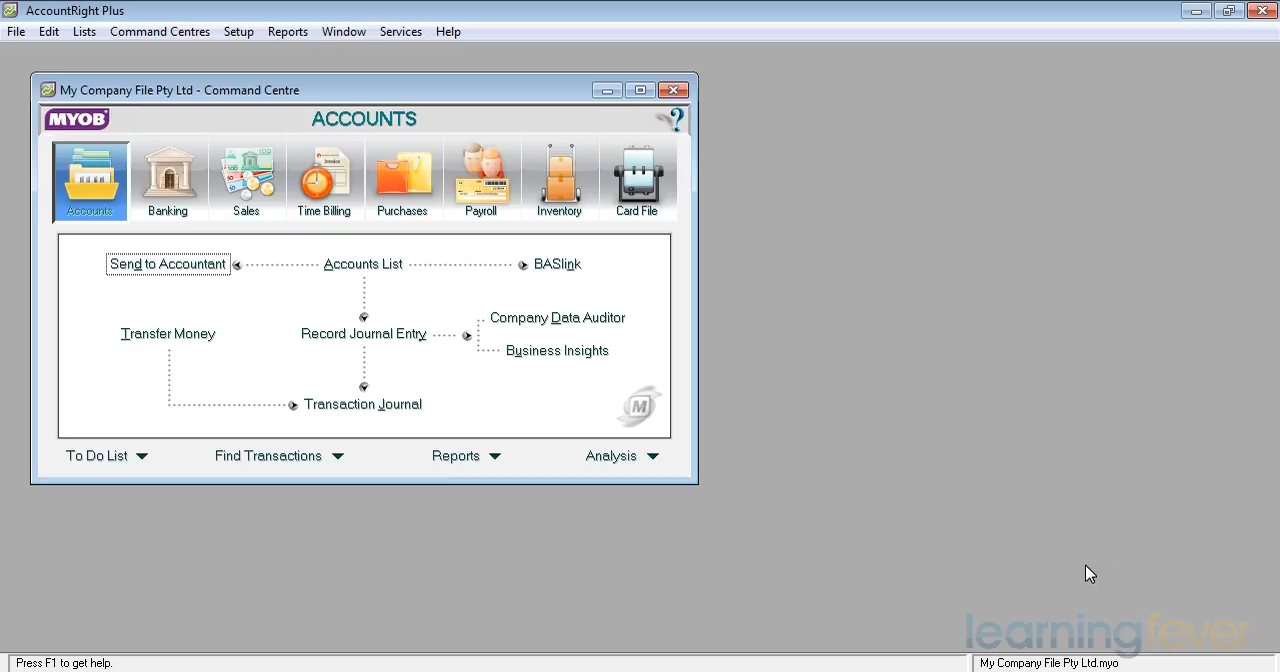 AccountRight Plus
File Edit Lists Command Centres Setup Reports Window Services Help
My Company File Pty Ltd - Command Centre
MYOB ACCOUNTS ?
Accounts Banking Sales Time Billing Purchases Payroll Inventory Card File
Send to Accountant Accounts List BASlink
Company Data Auditor
Transfer Money Record Journal Entry
Business Insights
Transaction Journal
M
To Do List Find Transactions Reports Analysis
learningfever
Press F1 to get help. My Company File Pty Ltd.myo